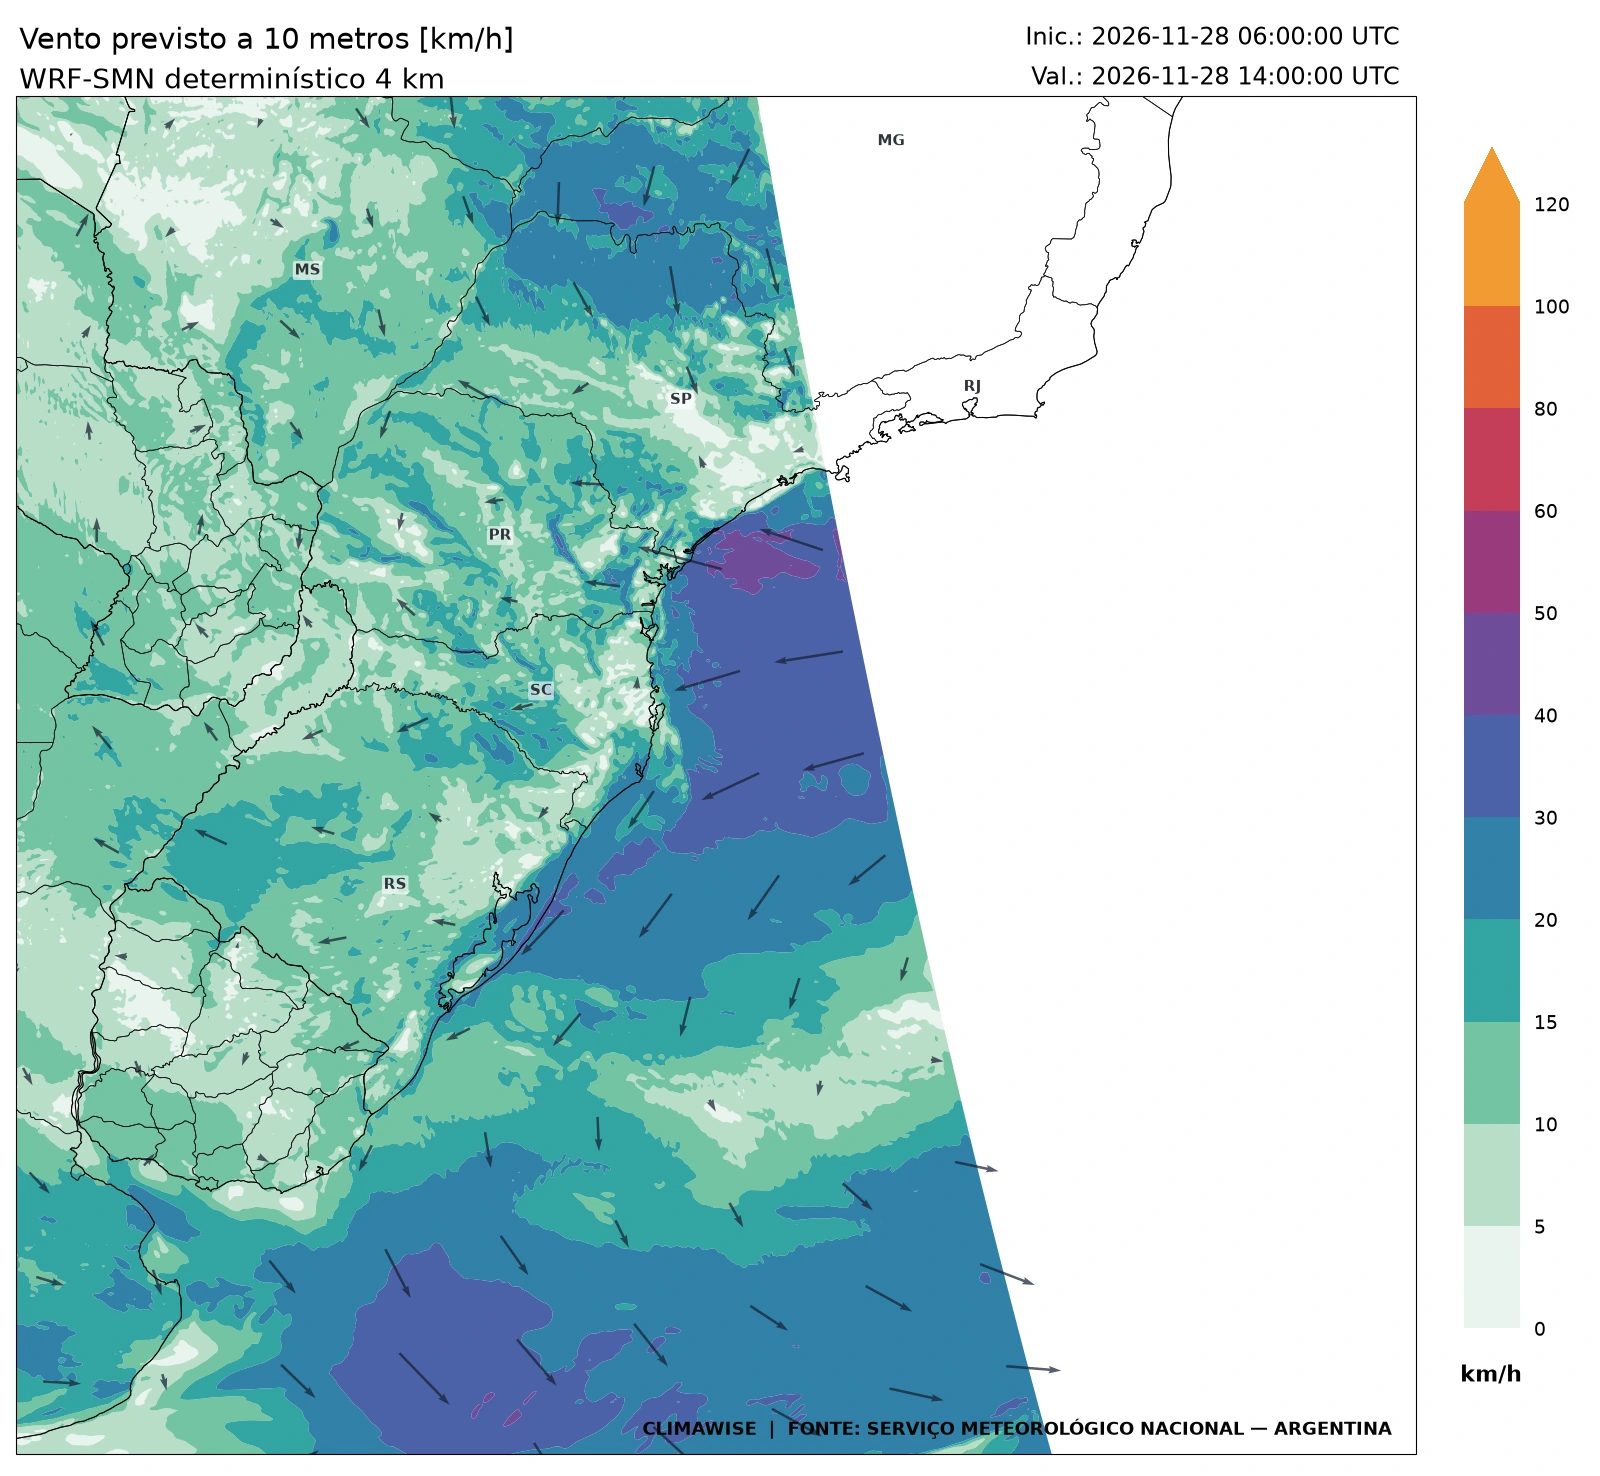 Vento previsto a 10 metros [km/h]
WRF-SMN determinístico 4 km
Inic.: 2026-11-28 06:00:00 UTC
Val.: 2026-11-28 14:00:00 UTC
MG
MS
RJ
SP
PR
SC
RS
120
100
80
60
50
40
30
20
15
10
5
0
km/h
CLIMAWISE | FONTE: SERVIÇO METEOROLÓGICO NACIONAL — ARGENTINA